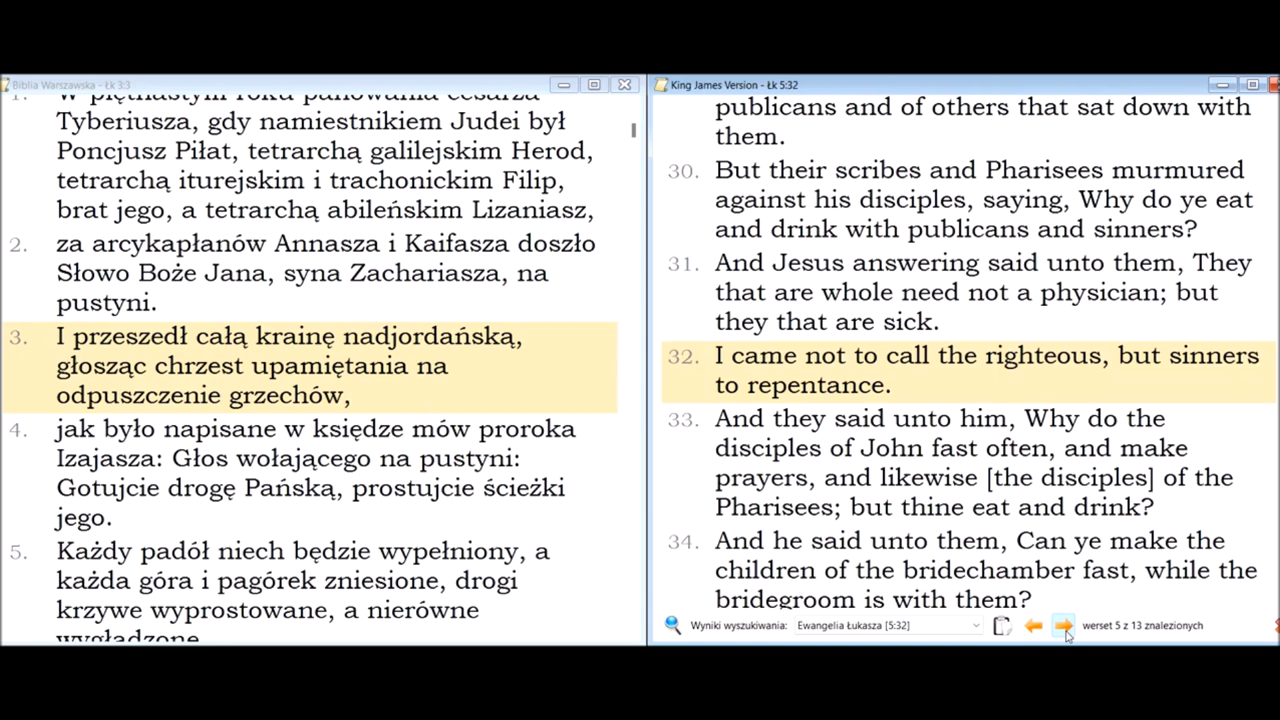 Biblia Warszawska - Łk 3:3
1. W piętnastym roku panowania cesarza
Tyberiusza, gdy namiestnikiem Judei był
Poncjusz Piłat, tetrarchą galilejskim Herod,
tetrarchą iturejskim i trachonickim Filip,
brat jego, a tetrarchą abileńskim Lizaniasz,
2. za arcykapłanów Annasza i Kaifasza doszło
Słowo Boże Jana, syna Zachariasza, na
pustyni.
3. I przeszedł całą krainę nadjordańską,
głosząc chrzest upamiętania na
odpuszczenie grzechów,
4. jak było napisane w księdze mów proroka
Izajasza: Głos wołającego na pustyni:
Gotujcie drogę Pańską, prostujcie ścieżki
jego.
5. Każdy padół niech będzie wypełniony, a
każda góra i pagórek zniesione, drogi
krzywe wyprostowane, a nierówne
wygładzone
King James Version - Łk 5:32
publicans and of others that sat down with
them.
30. But their scribes and Pharisees murmured
against his disciples, saying, Why do ye eat
and drink with publicans and sinners?
31. And Jesus answering said unto them, They
that are whole need not a physician; but
they that are sick.
32. I came not to call the righteous, but sinners
to repentance.
33. And they said unto him, Why do the
disciples of John fast often, and make
prayers, and likewise [the disciples] of the
Pharisees; but thine eat and drink?
34. And he said unto them, Can ye make the
children of the bridechamber fast, while the
bridegroom is with them?
Wyniki wyszukiwania: Ewangelia Łukasza [5:32] werset 5 z 13 znalezionych